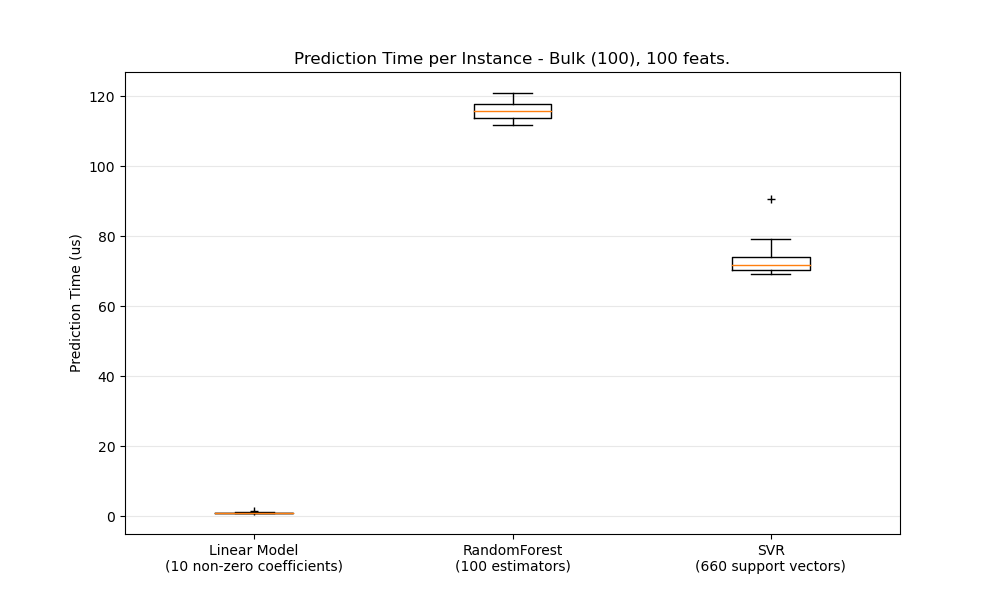 Prediction Time per Instance - Bulk (100), 100 feats.
Prediction Time (us)
120
100
80
60
40
20
0
Linear Model
(10 non-zero coefficients)
RandomForest
(100 estimators)
SVR
(660 support vectors)